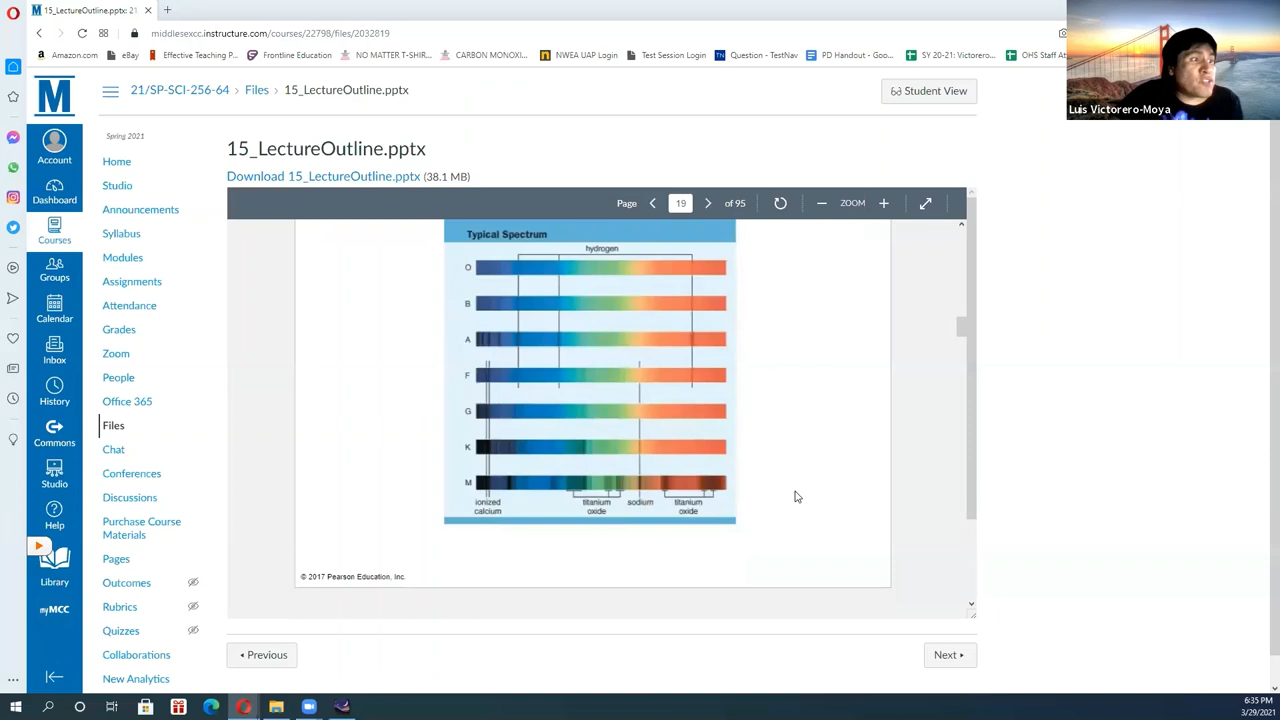 15_LectureOutline.pptx: 21
middlesexcc.instructure.com/courses/22798/files/2032819
Amazon.com
eBay
Effective Teaching P...
Frontline Education
NO MATTER T-SHIR...
CARBON MONOXI...
NWEA UAP Login
Test Session Login
Question - TestNav
PD Handout - Goo...
SY 20-21: Victorero...
OHS Staff At
Luis Victorero-Moya
M
21/SP-SCI-256-64
Files
15_LectureOutline.pptx
Student View
Account
Dashboard
Courses
Groups
Calendar
Inbox
History
Commons
Studio
Help
Library
myMCC
Spring 2021
Home
Studio
Announcements
Syllabus
Modules
Assignments
Attendance
Grades
Zoom
People
Office 365
Files
Chat
Conferences
Discussions
Purchase Course
Materials
Pages
Outcomes
Rubrics
Quizzes
Collaborations
New Analytics
15_LectureOutline.pptx
Download 15_LectureOutline.pptx (38.1 MB)
Page 19 of 95 ZOOM
Typical Spectrum
hydrogen
O
B
A
F
G
K
M
ionized
calcium
titanium
oxide
sodium
titanium
oxide
© 2017 Pearson Education, Inc.
Previous
Next
6:35 PM
3/29/2021